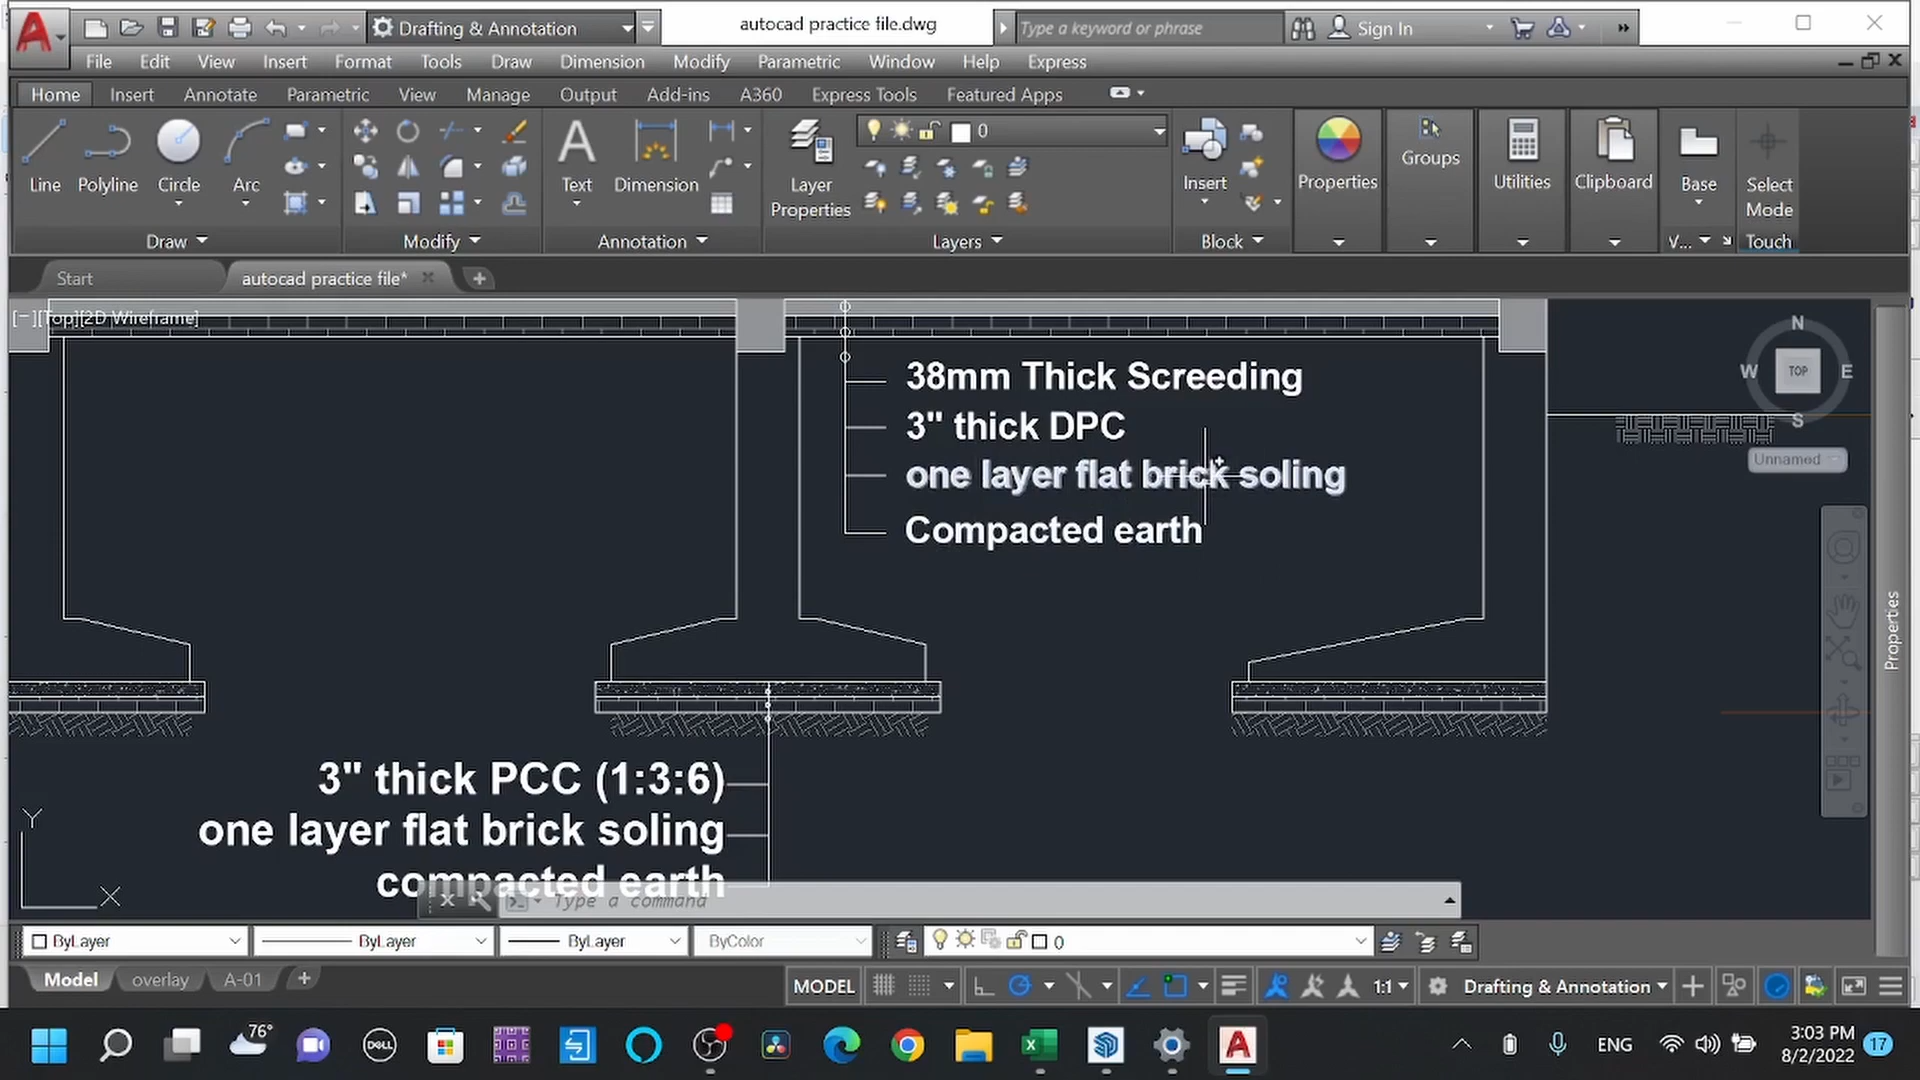 Drafting & Annotation
autocad practice file.dwg
Type a keyword or phrase
Sign In
File Edit View Insert Format Tools Draw Dimension Modify Parametric Window Help Express
Home Insert Annotate Parametric View Manage Output Add-ins A360 Express Tools Featured Apps
0
Line Polyline Circle Arc
Text Dimension
Layer Properties
Insert
Properties
Groups
Utilities
Clipboard
Base
Select Mode
Draw Modify Annotation Layers Block V... Touch
Start autocad practice file*
[−][Top][2D Wireframe]
N
W TOP E
S
Unnamed
38mm Thick Screeding
3" thick DPC
one layer flat brick soling
Compacted earth
Properties
3" thick PCC (1:3:6)
one layer flat brick soling
compacted earth
Y
X
Type a command
ByLayer ByLayer ByLayer ByColor 0
Model overlay A-01
MODEL 1:1 Drafting & Annotation
76°
DELL
ENG
3:03 PM
8/2/2022
17